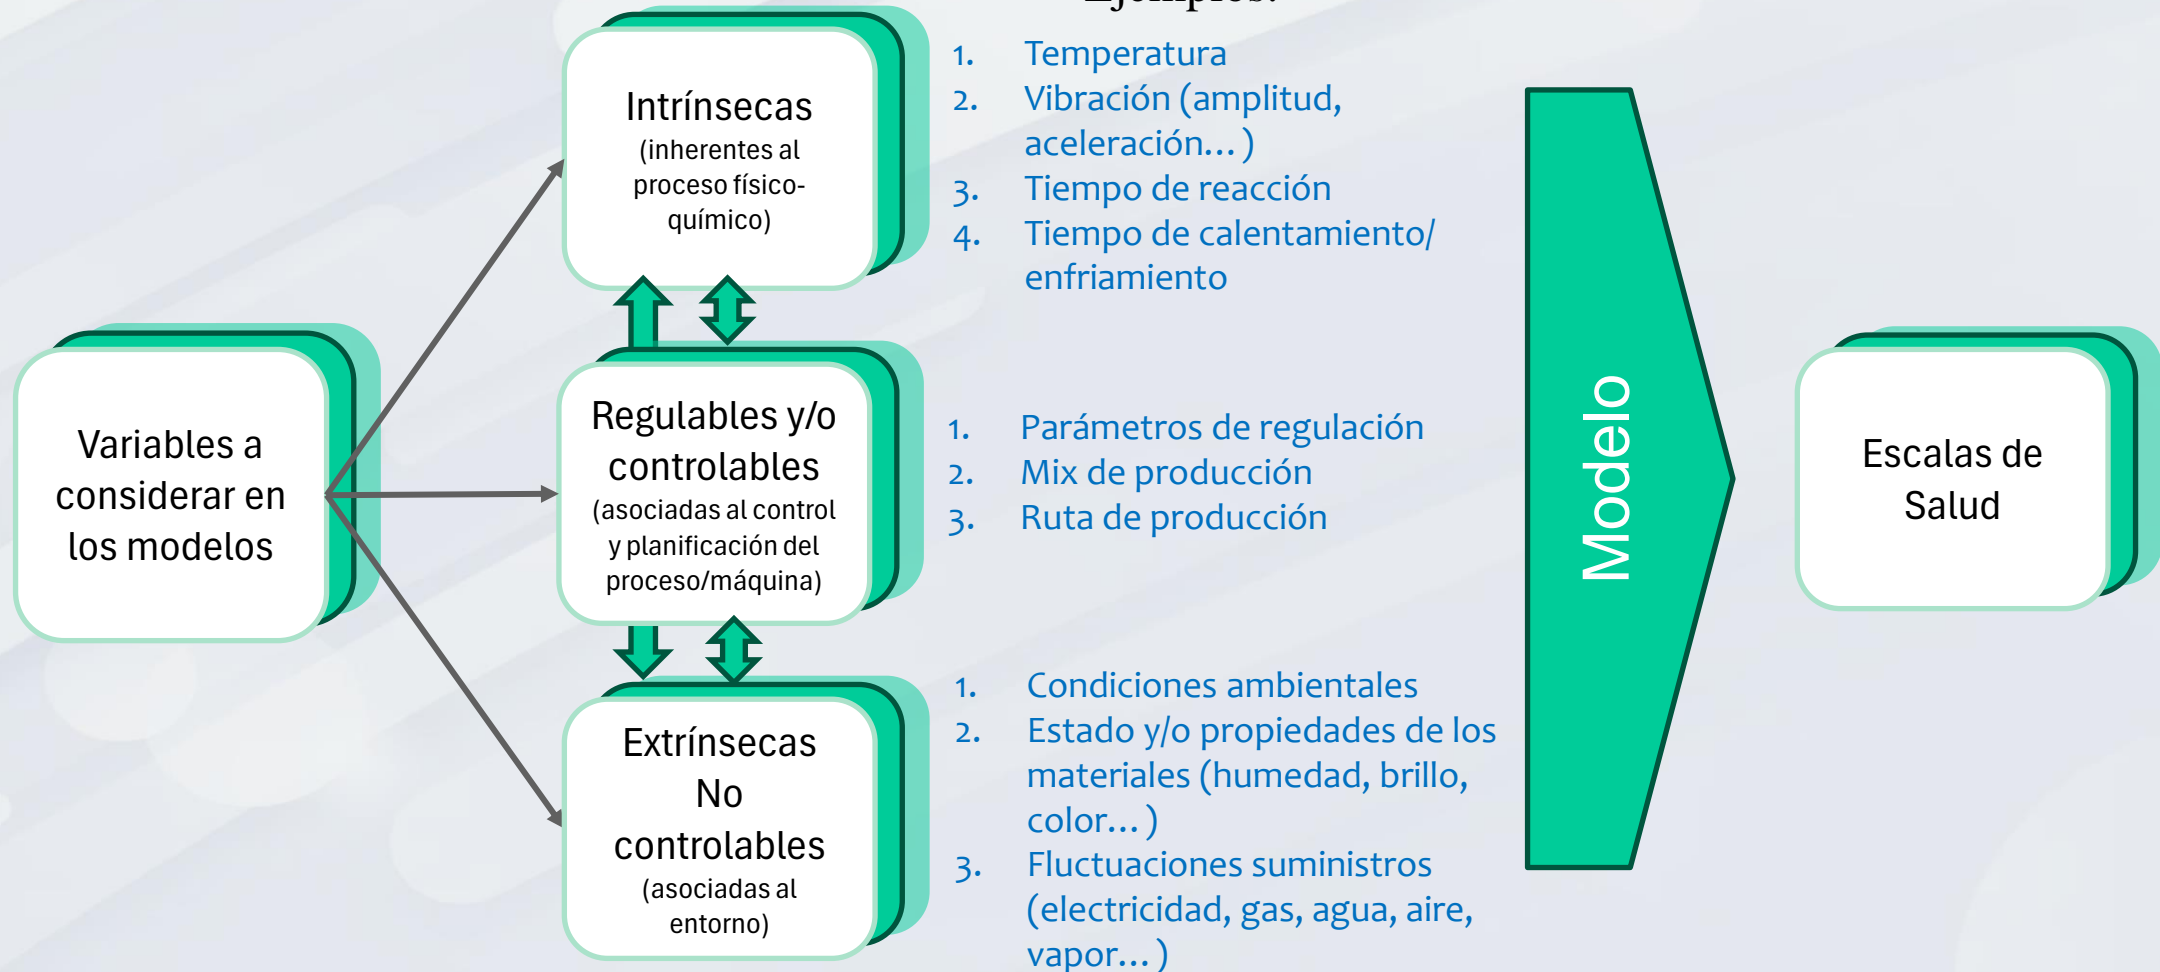 Ejemplos:
Intrínsecas
(inherentes al
proceso físico-
químico)
1. Temperatura
2. Vibración (amplitud,
aceleración... )
3. Tiempo de reacción
4. Tiempo de calentamiento/
enfriamiento
Variables a
considerar en
los modelos
Regulables y/o
controlables
(asociadas al control
y planificación del
proceso/máquina)
1. Parámetros de regulación
2. Mix de producción
3. Ruta de producción
Extrínsecas
No
controlables
(asociadas al
entorno)
1. Condiciones ambientales
2. Estado y/o propiedades de los
materiales (humedad, brillo,
color... )
3. Fluctuaciones suministros
(electricidad, gas, agua, aire,
vapor... )
Modelo
Escalas de
Salud